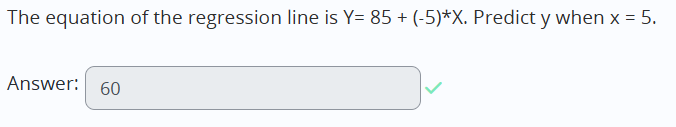 The equation of the regression line is Y= 85 + (-5)*X. Predict y when x = 5.
Answer: 60